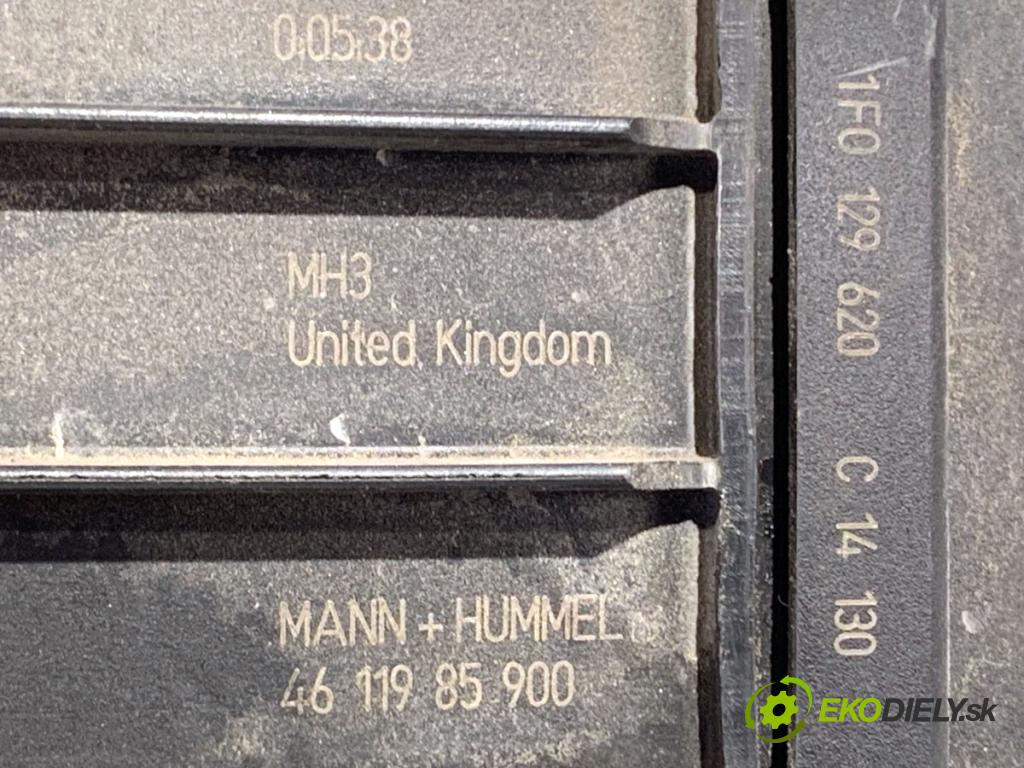 0.05.38
MH3
United Kingdom
MANN + HUMMEL
46 119 85 900
1F0 129 620 C 14 130
EKODIELY.sk